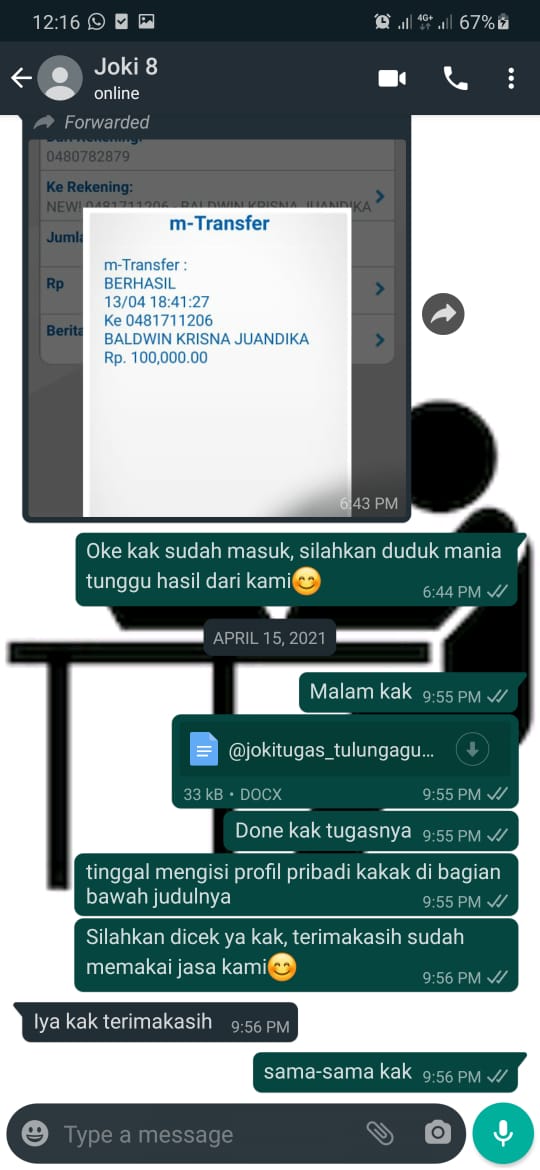 12:16
4G+
67%
Joki 8
online
Forwarded
Dari Rekening:
0480782879
Ke Rekening:
NEW! 0481711206 - BALDWIN KRISNA JUANDIKA
Jumla
m-Transfer
m-Transfer :
BERHASIL
Rp
13/04 18:41:27
Ke 0481711206
Berita
BALDWIN KRISNA JUANDIKA
Rp. 100,000.00
6:43 PM
Oke kak sudah masuk, silahkan duduk mania
tunggu hasil dari kami😊
6:44 PM
APRIL 15, 2021
Malam kak 9:55 PM
@jokitugas_tulungagu...
33 kB • DOCX 9:55 PM
Done kak tugasnya 9:55 PM
tinggal mengisi profil pribadi kakak di bagian
bawah judulnya 9:55 PM
Silahkan dicek ya kak, terimakasih sudah
memakai jasa kami😊 9:56 PM
Iya kak terimakasih 9:56 PM
sama-sama kak 9:56 PM
Type a message